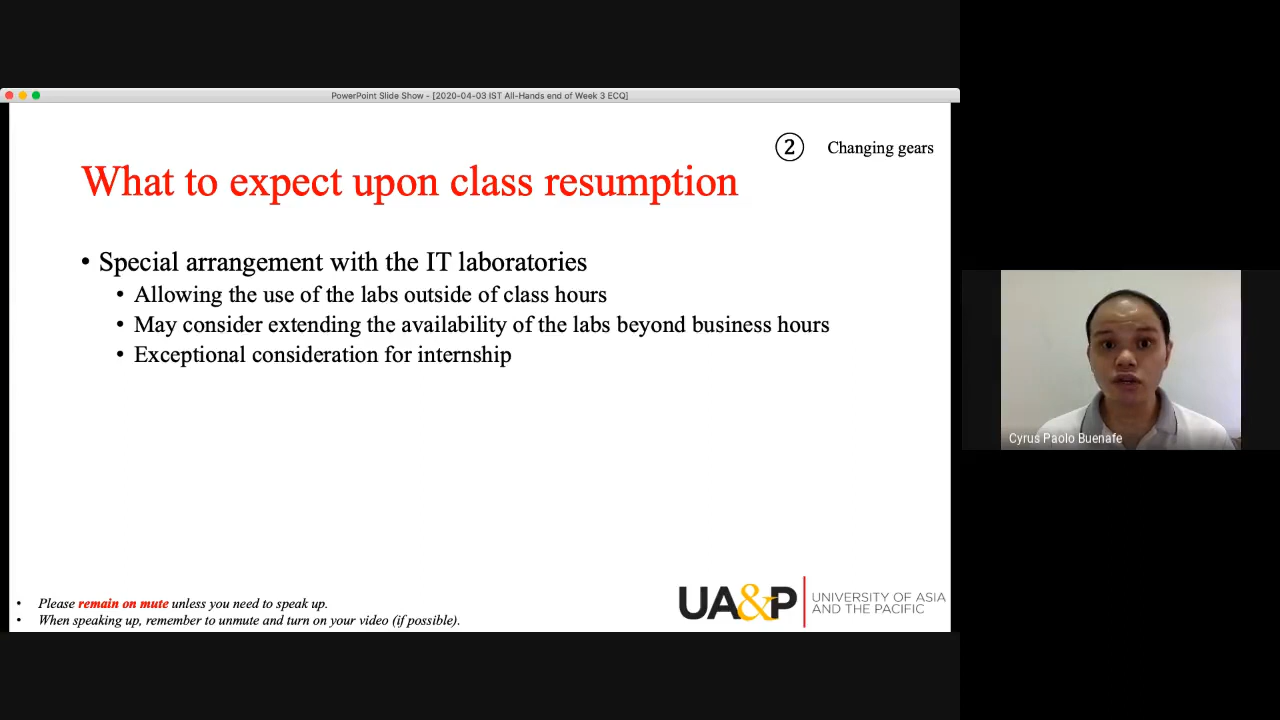 PowerPoint Slide Show - [2020-04-03 IST All-Hands end of Week 3 ECQ]
2 Changing gears
What to expect upon class resumption
• Special arrangement with the IT laboratories
• Allowing the use of the labs outside of class hours
• May consider extending the availability of the labs beyond business hours
• Exceptional consideration for internship
Cyrus Paolo Buenafe
• Please remain on mute unless you need to speak up.
• When speaking up, remember to unmute and turn on your video (if possible).
UA&P
UNIVERSITY OF ASIA
AND THE PACIFIC